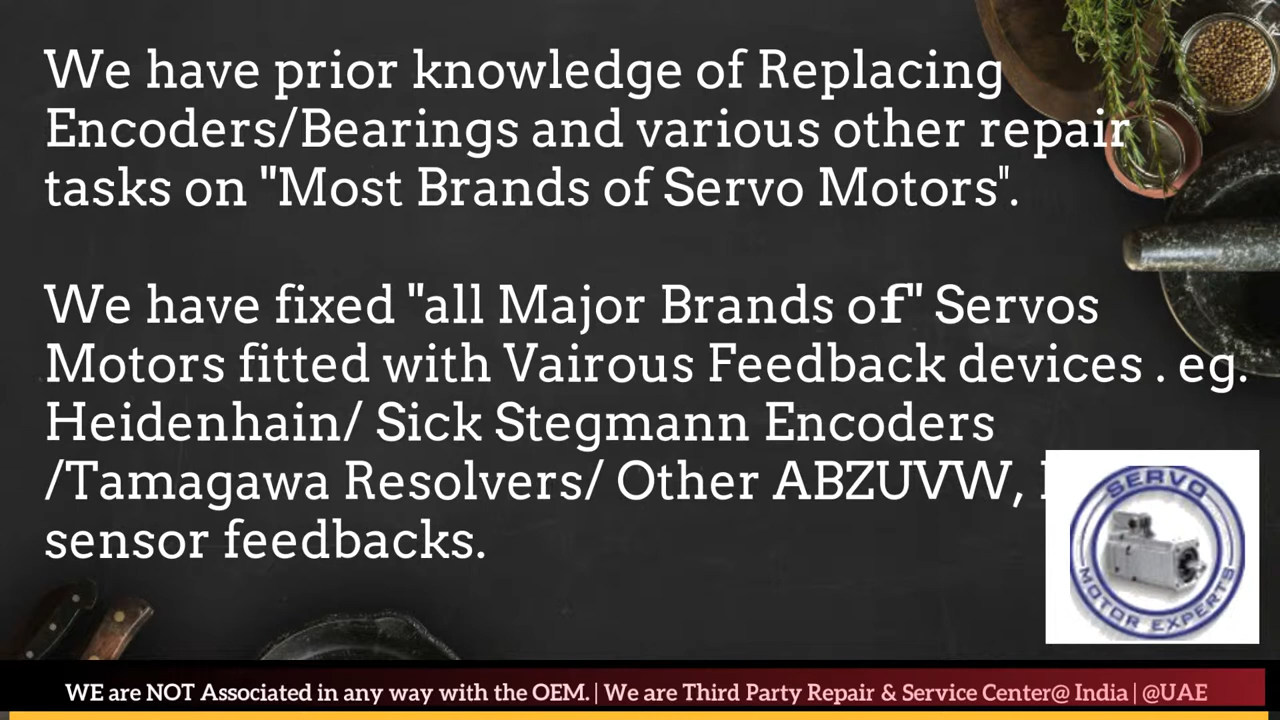 We have prior knowledge of Replacing
Encoders/Bearings and various other repair
tasks on "Most Brands of Servo Motors".
We have fixed "all Major Brands of" Servos
Motors fitted with Vairous Feedback devices . eg.
Heidenhain/ Sick Stegmann Encoders
/Tamagawa Resolvers/ Other ABZUVW,
sensor feedbacks.
SERVO
MOTOR EXPERTS
WE are NOT Associated in any way with the OEM. | We are Third Party Repair & Service Center@ India | @UAE